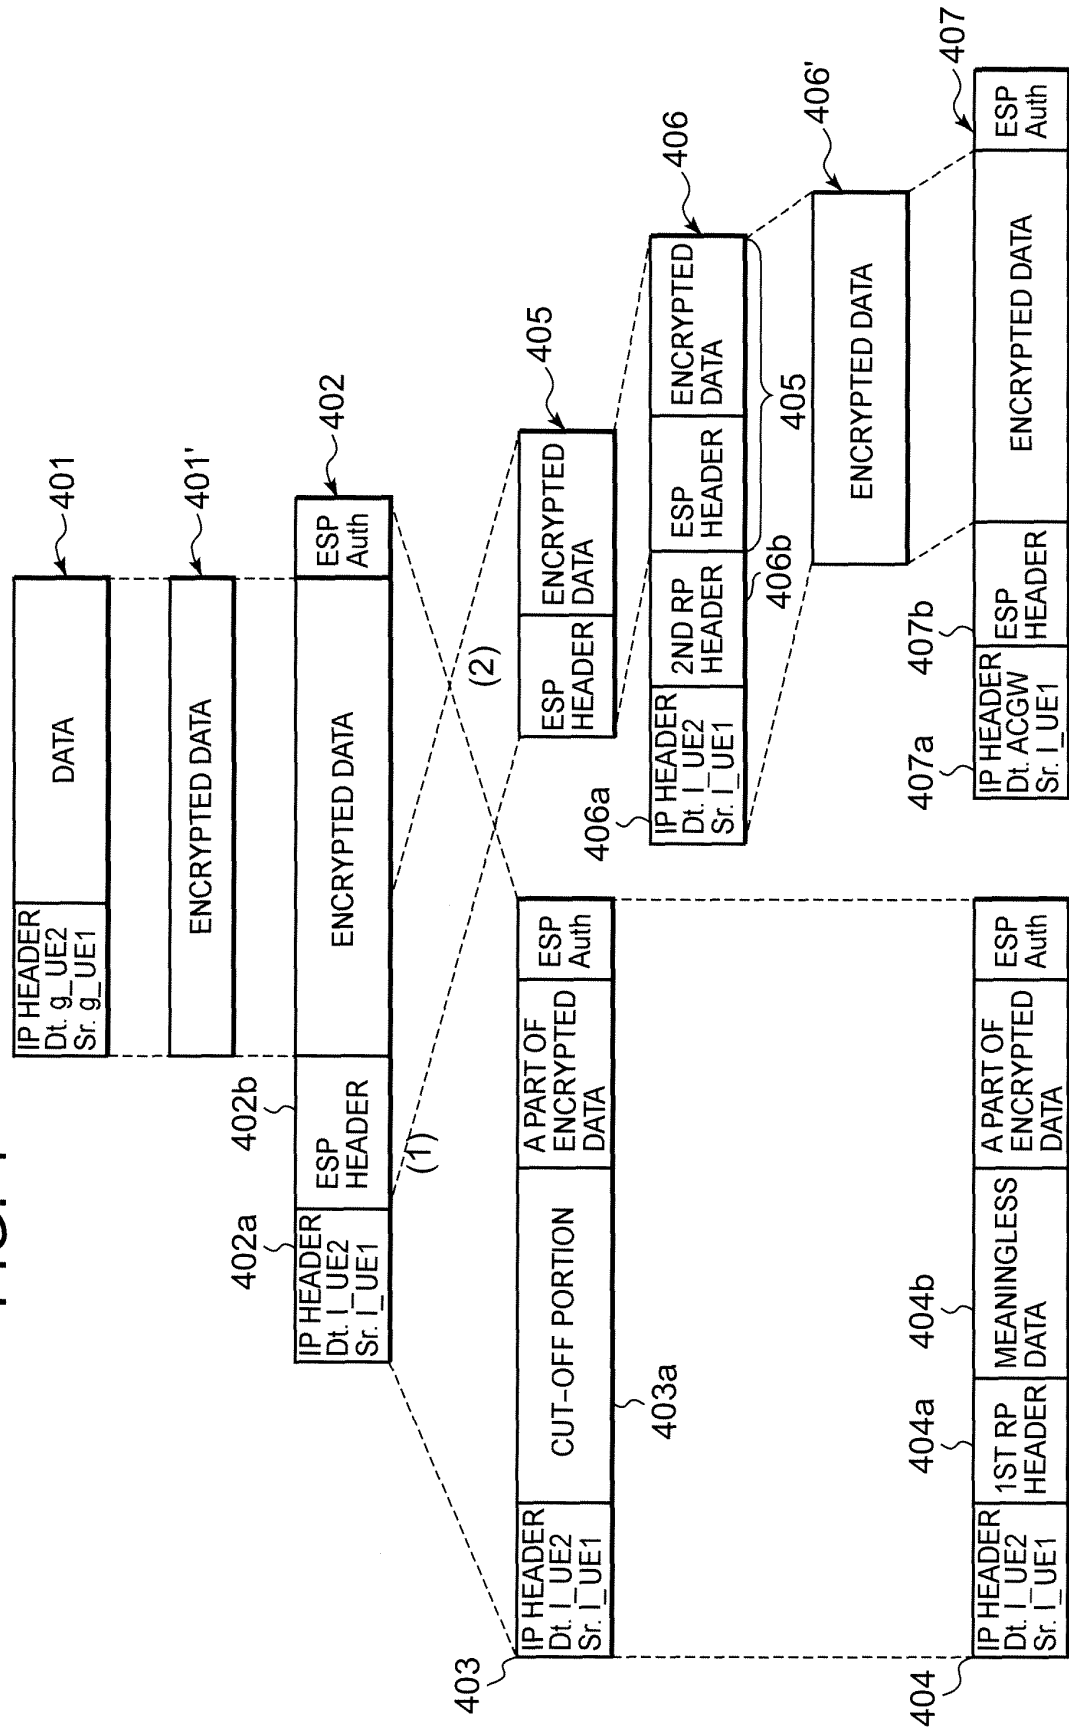 IP HEADER
Dt. g_UE2
Sr. g_UE1
DATA
401
ENCRYPTED DATA
401'
402a
402b
IP HEADER
Dt. l_UE2
Sr. l_UE1
ESP
HEADER
ENCRYPTED DATA
ESP
Auth
402
(1)
(2)
403
IP HEADER
Dt. l_UE2
Sr. l_UE1
CUT-OFF PORTION
403a
A PART OF
ENCRYPTED
DATA
ESP
Auth
ESP
HEADER
ENCRYPTED
DATA
405
406a
IP HEADER
Dt. l_UE2
Sr. l_UE1
2ND RP
HEADER
406b
ESP
HEADER
ENCRYPTED
DATA
406
405
ENCRYPTED DATA
406'
404
IP HEADER
Dt. l_UE2
Sr. l_UE1
404a
1ST RP
HEADER
404b
MEANINGLESS
DATA
A PART OF
ENCRYPTED
DATA
ESP
Auth
407a
IP HEADER
Dt. ACGW
Sr. l_UE1
407b
ESP
HEADER
ENCRYPTED DATA
ESP
Auth
407